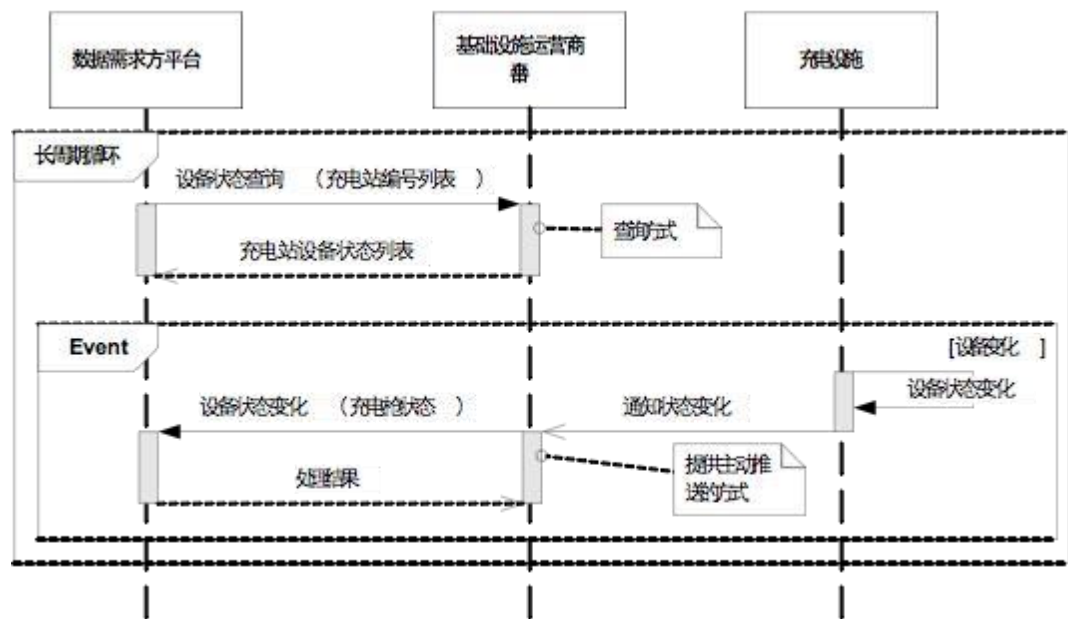 数据需求方平台
基础设施运营商
充电设施
长周期循环
设备状态查询 （充电站编号列表 ）
查询方式
充电站设备状态列表
Event
[设备变化 ]
设备状态变化
设备状态变化 （充电枪状态 ）
通知状态变化
提供主动推
送的方式
处理结果